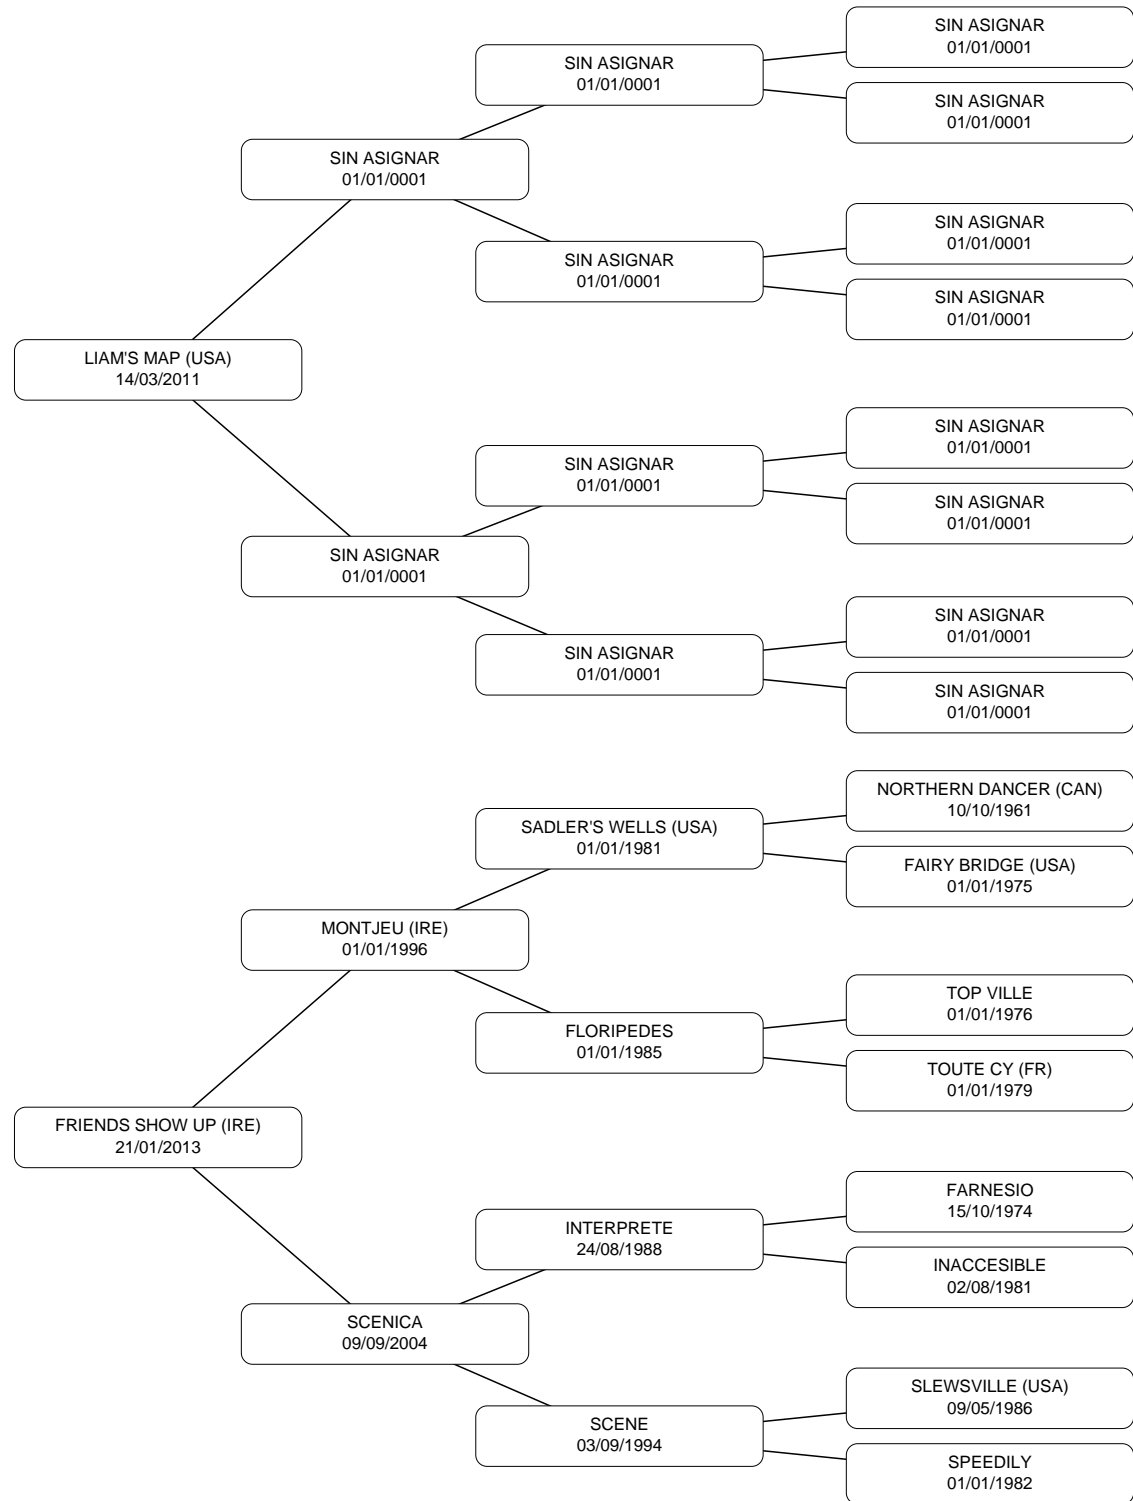 SIN ASIGNAR
01/01/0001
SIN ASIGNAR
01/01/0001
SIN ASIGNAR
01/01/0001
SIN ASIGNAR
01/01/0001
SIN ASIGNAR
01/01/0001
SIN ASIGNAR
01/01/0001
SIN ASIGNAR
01/01/0001
LIAM'S MAP (USA)
14/03/2011
SIN ASIGNAR
01/01/0001
SIN ASIGNAR
01/01/0001
SIN ASIGNAR
01/01/0001
SIN ASIGNAR
01/01/0001
SIN ASIGNAR
01/01/0001
SIN ASIGNAR
01/01/0001
SIN ASIGNAR
01/01/0001
NORTHERN DANCER (CAN)
10/10/1961
SADLER'S WELLS (USA)
01/01/1981
FAIRY BRIDGE (USA)
01/01/1975
MONTJEU (IRE)
01/01/1996
TOP VILLE
01/01/1976
FLORIPEDES
01/01/1985
TOUTE CY (FR)
01/01/1979
FRIENDS SHOW UP (IRE)
21/01/2013
FARNESIO
15/10/1974
INTERPRETE
24/08/1988
INACCESIBLE
02/08/1981
SCENICA
09/09/2004
SLEWSVILLE (USA)
09/05/1986
SCENE
03/09/1994
SPEEDILY
01/01/1982